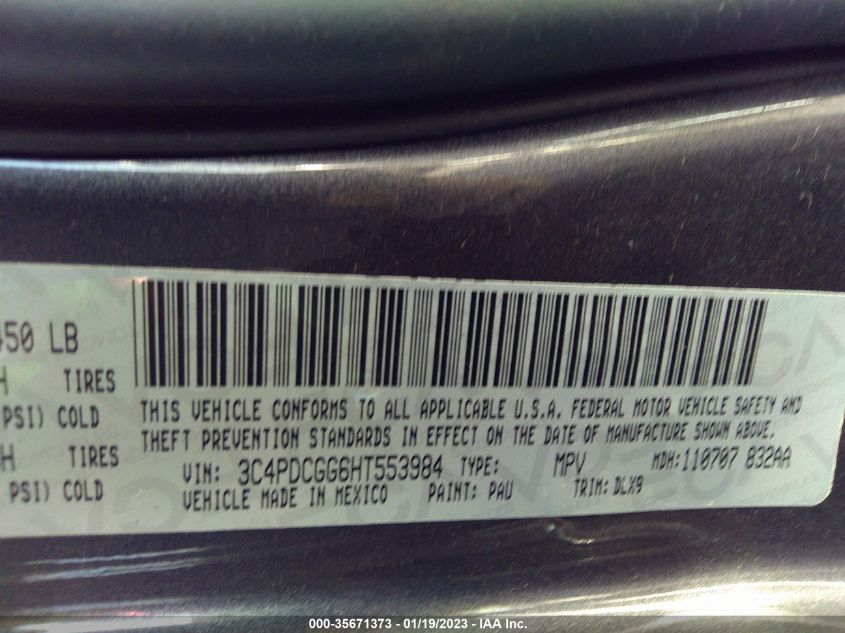 450 LB
H TIRES
PSI) COLD
H TIRES
PSI) COLD
THIS VEHICLE CONFORMS TO ALL APPLICABLE U.S.A. FEDERAL MOTOR VEHICLE SAFETY AND
THEFT PREVENTION STANDARDS IN EFFECT ON THE DATE OF MANUFACTURE SHOWN ABOVE.
VIN: 3C4PDCGG6HT553984 TYPE: MPV MDH:110707 832AA
VEHICLE MADE IN MEXICO PAINT: PAU TRIM: DLX9
000-35671373 - 01/19/2023 - IAA Inc.